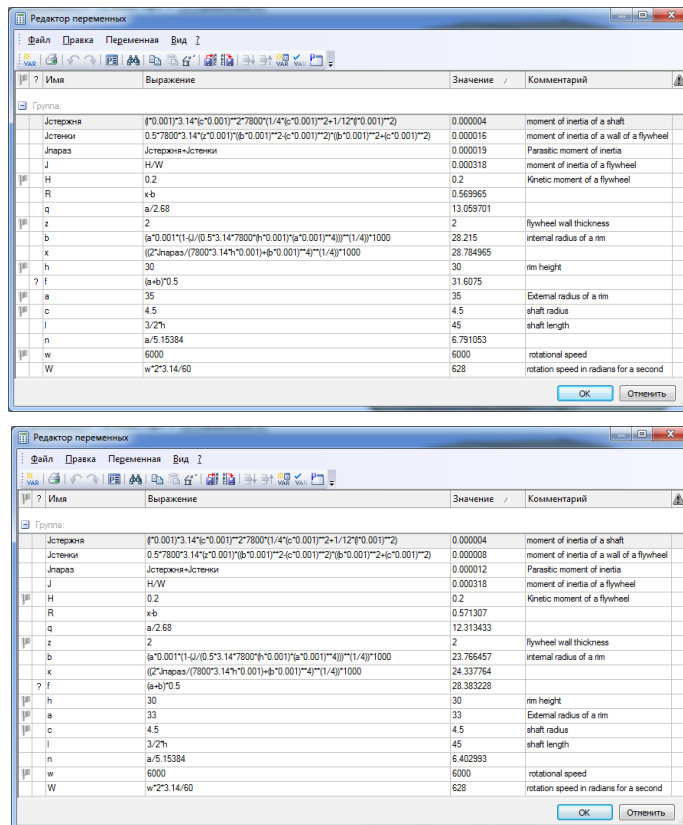 Редактор переменных
Файл Правка Переменная Вид ?
? Имя Выражение Значение Комментарий
Группа:
Jстержня (l*0.001)*3.14*(c*0.001)**2*7800*(1/4*(c*0.001)**2+1/12*(l*0.001)**2) 0.000004 moment of inertia of a shaft
Jстенки 0.5*7800*3.14*(z*0.001)*((b*0.001)**2-(c*0.001)**2)*((b*0.001)**2+(c*0.001)**2) 0.000016 moment of inertia of a wall of a flywheel
Jпараз Jстержня+Jстенки 0.000019 Parasitic moment of inertia
J H/W 0.000318 moment of inertia of a flywheel
H 0.2 0.2 Kinetic moment of a flywheel
R x-b 0.569965
q a/2.68 13.059701
z 2 2 flywheel wall thickness
b (a*0.001*(1-(J/(0.5*3.14*7800*(h*0.001)*(a*0.001)**4)))**(1/4))*1000 28.215 internal radius of a rim
x ((2*Jпараз/(7800*3.14*h*0.001)+(b*0.001)**4)**(1/4))*1000 28.784965
h 30 30 rim height
? f (a+b)*0.5 31.6075
a 35 35 External radius of a rim
c 4.5 4.5 shaft radius
l 3/2*h 45 shaft length
n a/5.15384 6.791053
w 6000 6000 rotational speed
W w*2*3.14/60 628 rotation speed in radians for a second
OK Отменить
Редактор переменных
Файл Правка Переменная Вид ?
? Имя Выражение Значение Комментарий
Группа:
Jстержня (l*0.001)*3.14*(c*0.001)**2*7800*(1/4*(c*0.001)**2+1/12*(l*0.001)**2) 0.000004 moment of inertia of a shaft
Jстенки 0.5*7800*3.14*(z*0.001)*((b*0.001)**2-(c*0.001)**2)*((b*0.001)**2+(c*0.001)**2) 0.000008 moment of inertia of a wall of a flywheel
Jпараз Jстержня+Jстенки 0.000012 Parasitic moment of inertia
J H/W 0.000318 moment of inertia of a flywheel
H 0.2 0.2 Kinetic moment of a flywheel
R x-b 0.571307
q a/2.68 12.313433
z 2 2 flywheel wall thickness
b (a*0.001*(1-(J/(0.5*3.14*7800*(h*0.001)*(a*0.001)**4)))**(1/4))*1000 23.766457 internal radius of a rim
x ((2*Jпараз/(7800*3.14*h*0.001)+(b*0.001)**4)**(1/4))*1000 24.337764
? f (a+b)*0.5 28.383228
h 30 30 rim height
a 33 33 External radius of a rim
c 4.5 4.5 shaft radius
l 3/2*h 45 shaft length
n a/5.15384 6.402993
w 6000 6000 rotational speed
W w*2*3.14/60 628 rotation speed in radians for a second
OK Отменить